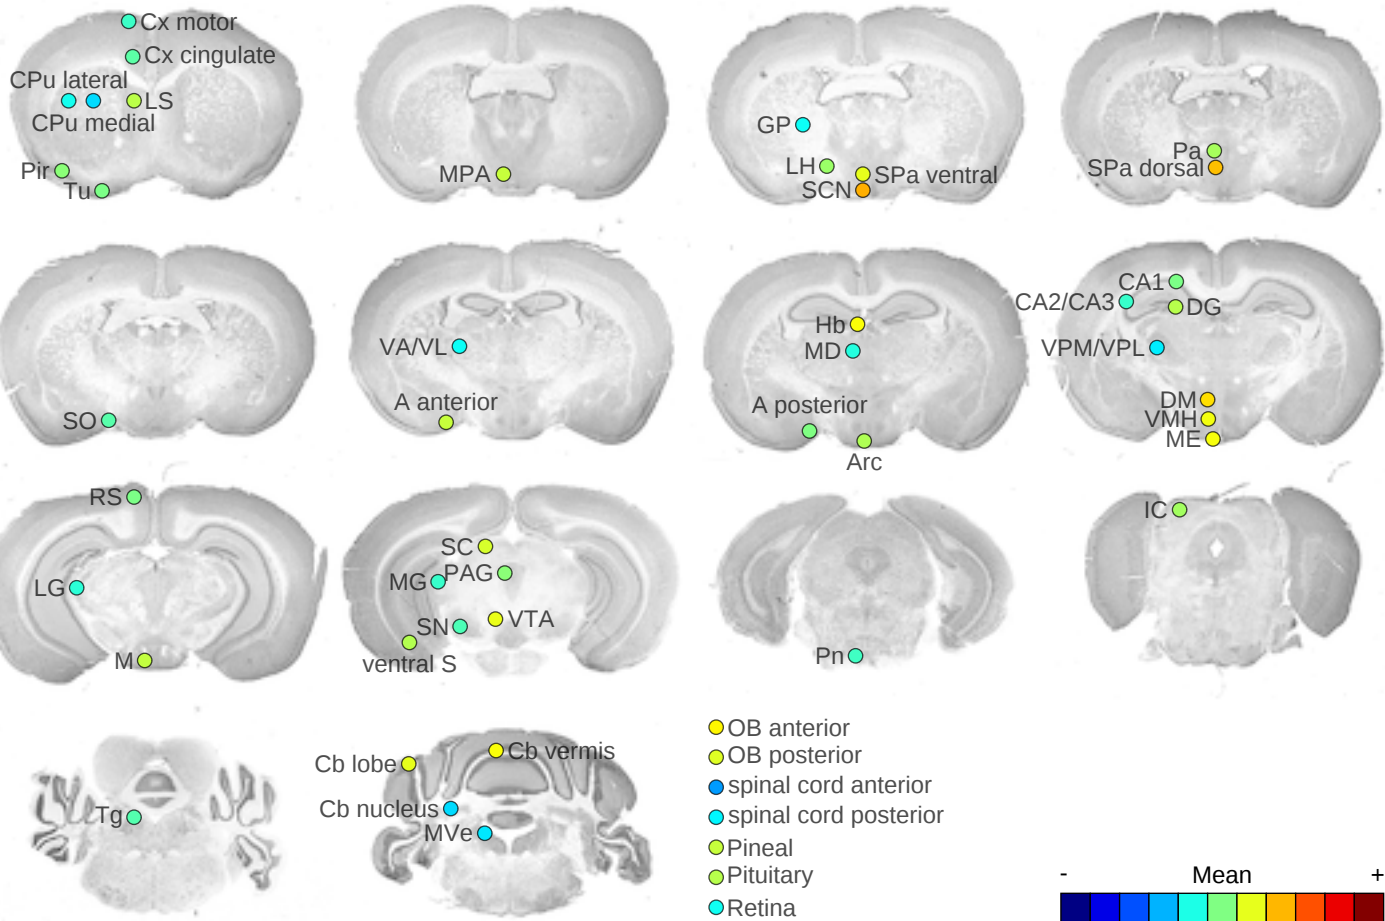 Cx motor
Cx cingulate
CPu lateral
LS
CPu medial
Pir
Tu
MPA
GP
LH
SPa ventral
SCN
Pa
SPa dorsal
SO
VA/VL
A anterior
Hb
MD
A posterior
Arc
CA1
CA2/CA3
DG
VPM/VPL
DM
VMH
ME
RS
LG
M
SC
PAG
MG
VTA
SN
ventral S
Pn
IC
Tg
Cb lobe
Cb vermis
Cb nucleus
MVe
OB anterior
OB posterior
spinal cord anterior
spinal cord posterior
Pineal
Pituitary
Retina
- Mean +